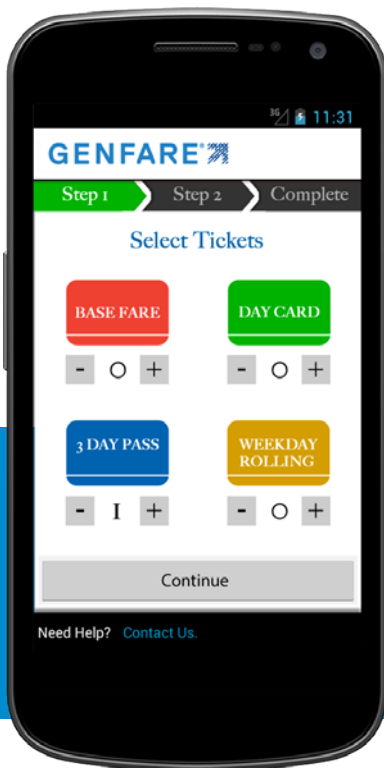 3G 11:31
GENFARE®
Step 1 Step 2 Complete
Select Tickets
BASE FARE DAY CARD
- 0 + - 0 +
3 DAY PASS WEEKDAY
ROLLING
- 1 + - 0 +
Continue
Need Help? Contact Us.